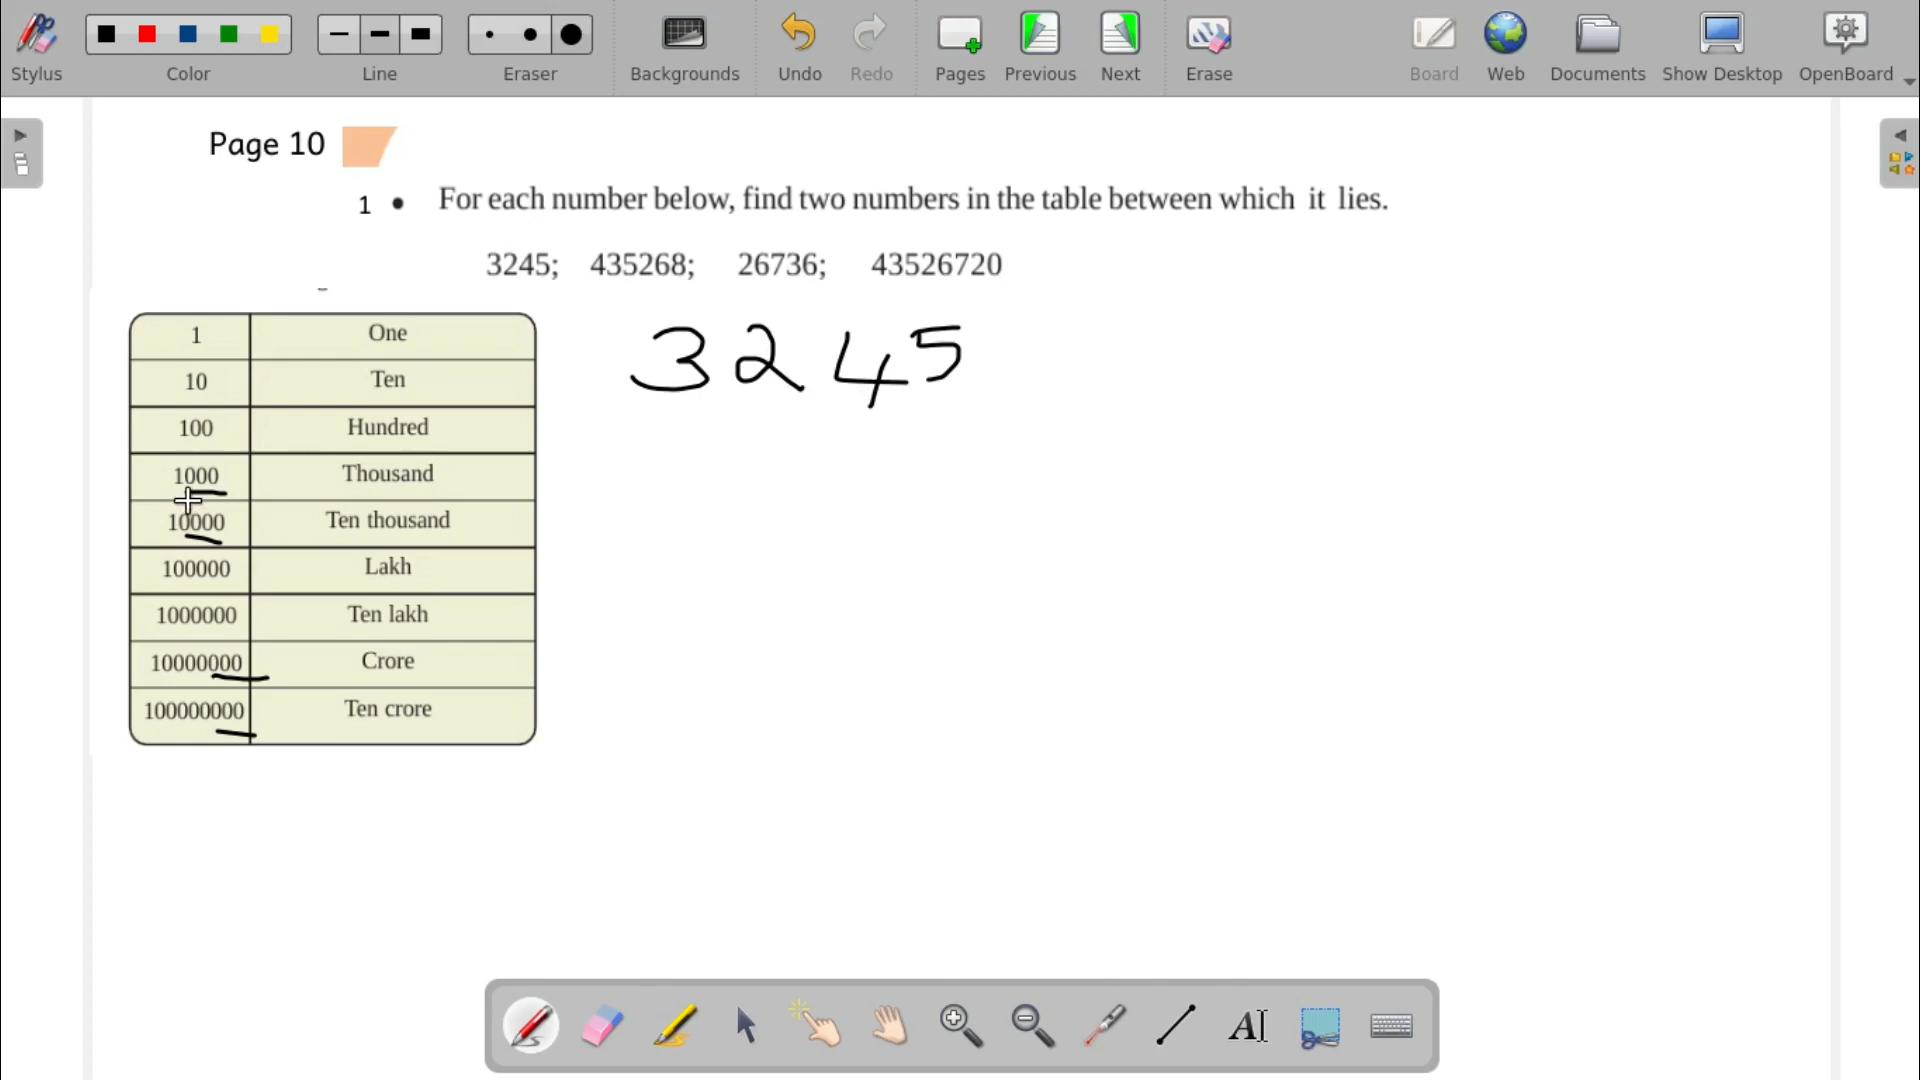 Stylus Color Line Eraser Backgrounds Undo Redo Pages Previous Next Erase Board Web Documents Show Desktop OpenBoard
Page 10
1 • For each number below, find two numbers in the table between which it lies.
3245; 435268; 26736; 43526720
3245
1 One
10 Ten
100 Hundred
1000 Thousand
10000 Ten thousand
100000 Lakh
1000000 Ten lakh
10000000 Crore
100000000 Ten crore